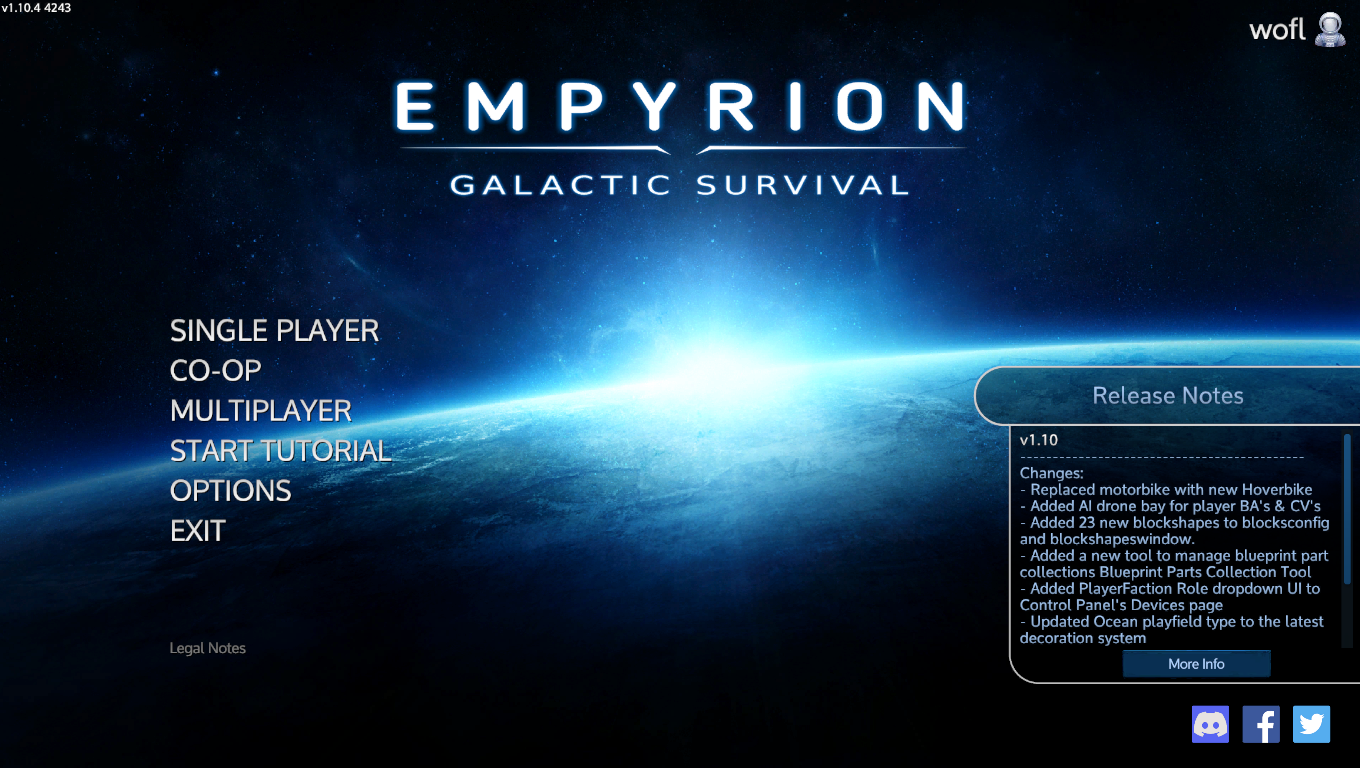 v1.10.4 4243
wofl
EMPYRION
GALACTIC SURVIVAL
SINGLE PLAYER
CO-OP
MULTIPLAYER
START TUTORIAL
OPTIONS
EXIT
Legal Notes
Release Notes
v1.10
--------------------------------------------------
Changes:
- Replaced motorbike with new Hoverbike
- Added AI drone bay for player BA's & CV's
- Added 23 new blockshapes to blocksconfig
and blockshapeswindow.
- Added a new tool to manage blueprint part
collections Blueprint Parts Collection Tool
- Added PlayerFaction Role dropdown UI to
Control Panel's Devices page
- Updated Ocean playfield type to the latest
decoration system
More Info